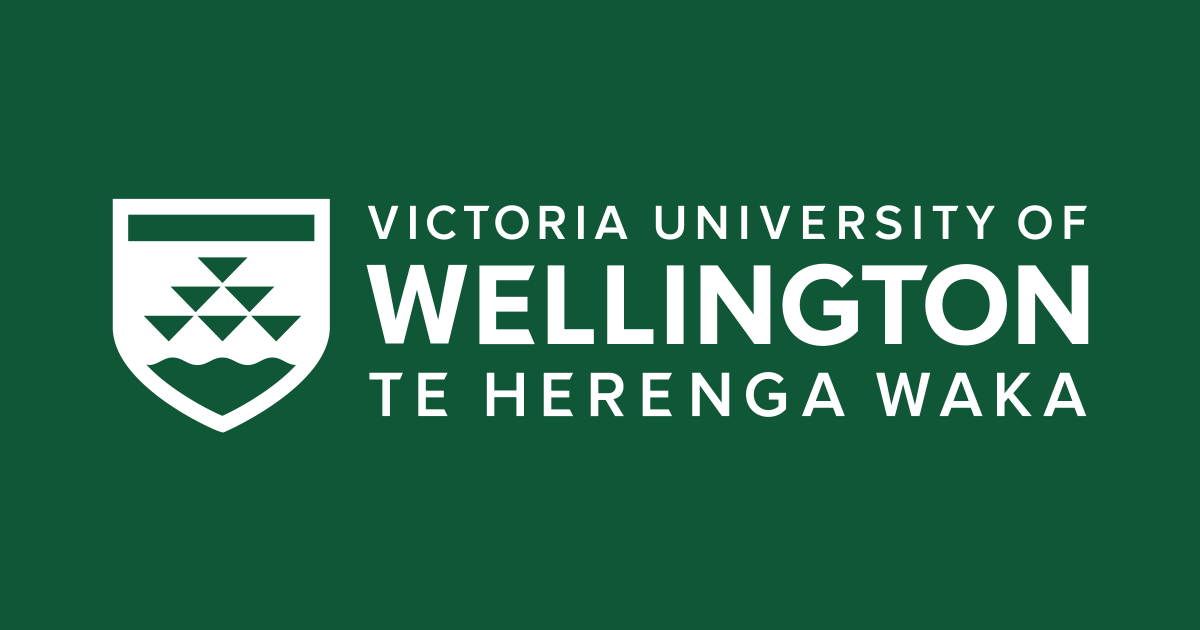 VICTORIA UNIVERSITY OF
WELLINGTON
TE HERENGA WAKA